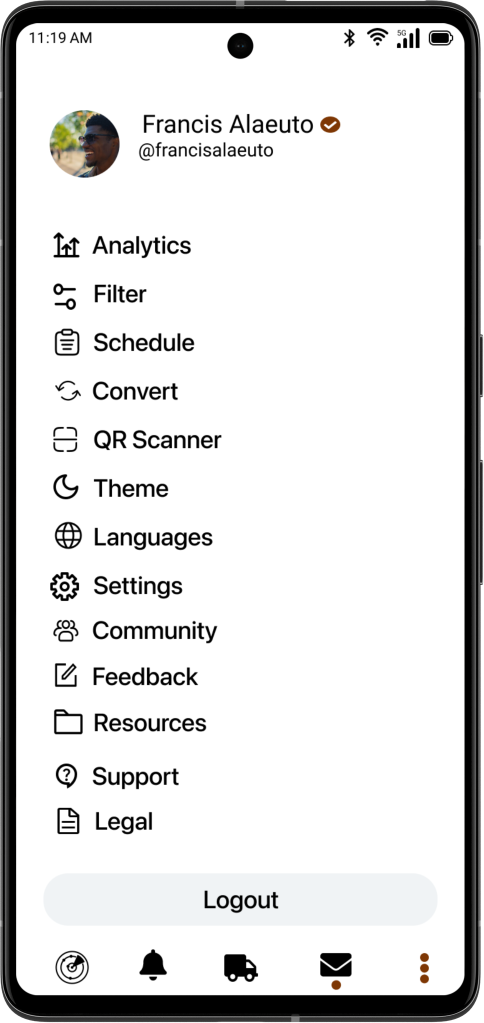 11:19 AM
5G
Francis Alaeuto
@francisalaeuto
Analytics
Filter
Schedule
Convert
QR Scanner
Theme
Languages
Settings
Community
Feedback
Resources
Support
Legal
Logout